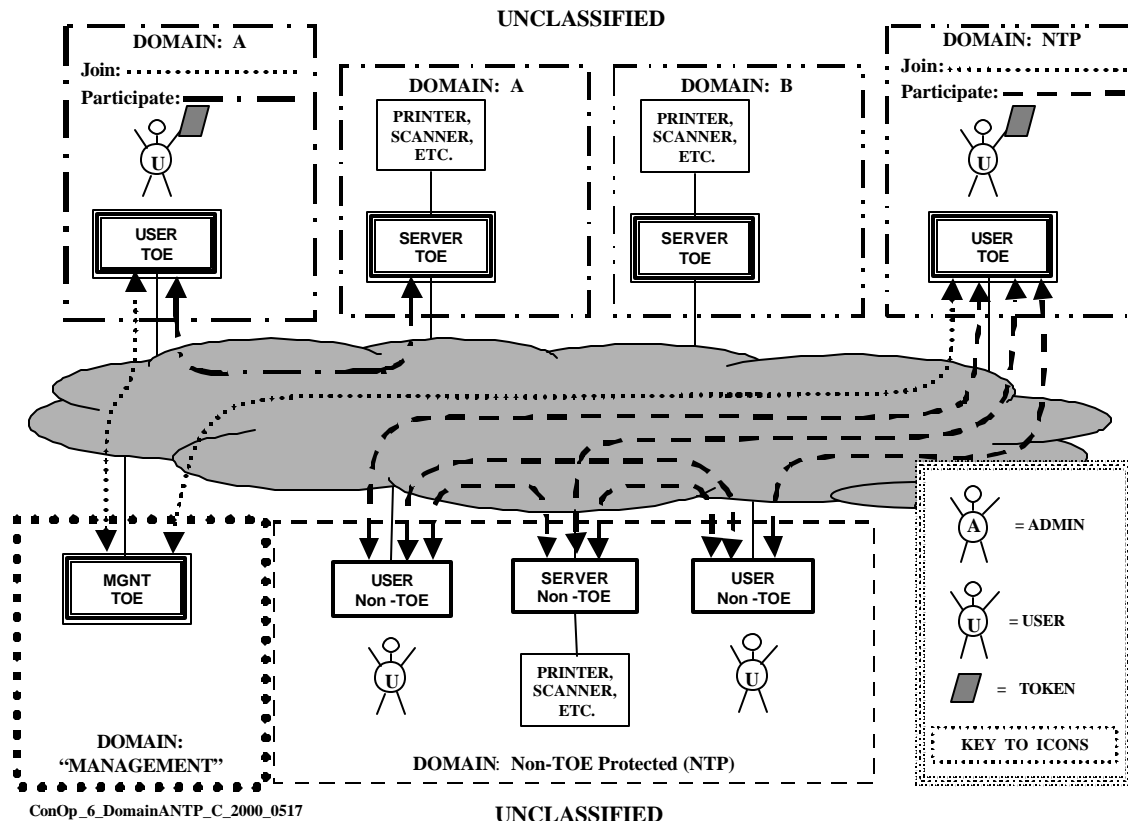 UNCLASSIFIED
DOMAIN: A
Join:
Participate:
U
USER
TOE
DOMAIN: A
PRINTER,
SCANNER,
ETC.
SERVER
TOE
DOMAIN: B
PRINTER,
SCANNER,
ETC.
SERVER
TOE
DOMAIN: NTP
Join:
Participate:
U
USER
TOE
MGNT
TOE
DOMAIN:
“MANAGEMENT”
USER
Non -TOE
U
SERVER
Non -TOE
PRINTER,
SCANNER,
ETC.
USER
Non -TOE
U
DOMAIN: Non-TOE Protected (NTP)
A = ADMIN
U = USER
= TOKEN
KEY TO ICONS
ConOp_6_DomainANTP_C_2000_0517
UNCLASSIFIED